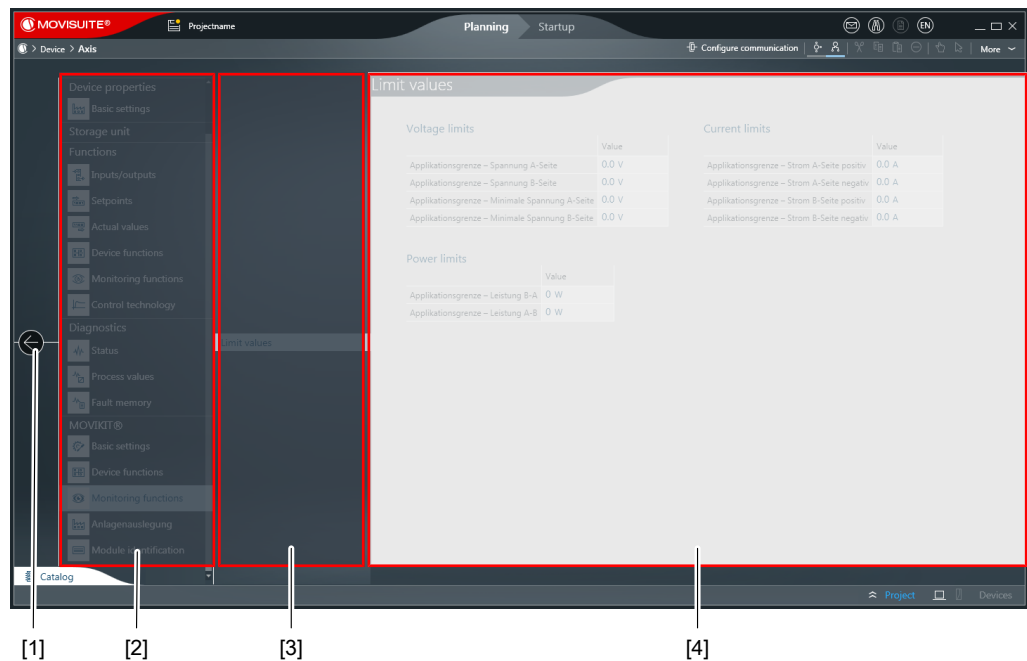 MOVISUITE® Projectname Planning Startup EN
> Device > Axis Configure communication More
Device properties
Basic settings
Storage unit
Functions
Inputs/outputs
Setpoints
Actual values
Device functions
Monitoring functions
Control technology
Diagnostics
Status
Process values
Fault memory
MOVIKIT®
Basic settings
Device functions
Monitoring functions
Anlagenauslegung
Module identification
Limit values
Limit values
Voltage limits
Value
Applikationsgrenze – Spannung A-Seite 0.0 V
Applikationsgrenze – Spannung B-Seite 0.0 V
Applikationsgrenze – Minimale Spannung A-Seite 0.0 V
Applikationsgrenze – Minimale Spannung B-Seite 0.0 V
Current limits
Value
Applikationsgrenze – Strom A-Seite positiv 0.0 A
Applikationsgrenze – Strom A-Seite negativ 0.0 A
Applikationsgrenze – Strom B-Seite positiv 0.0 A
Applikationsgrenze – Strom B-Seite negativ 0.0 A
Power limits
Value
Applikationsgrenze – Leistung B-A 0 W
Applikationsgrenze – Leistung A-B 0 W
Catalog
Project Devices
[1] [2] [3] [4]